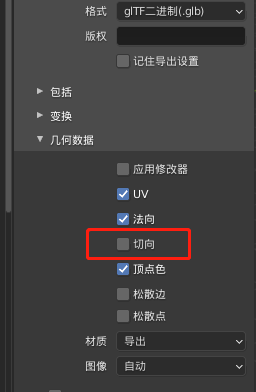 格式 glTF二进制(.glb)
版权
记住导出设置
包括
变换
几何数据
应用修改器
UV
法向
切向
顶点色
松散边
松散点
材质 导出
图像 自动